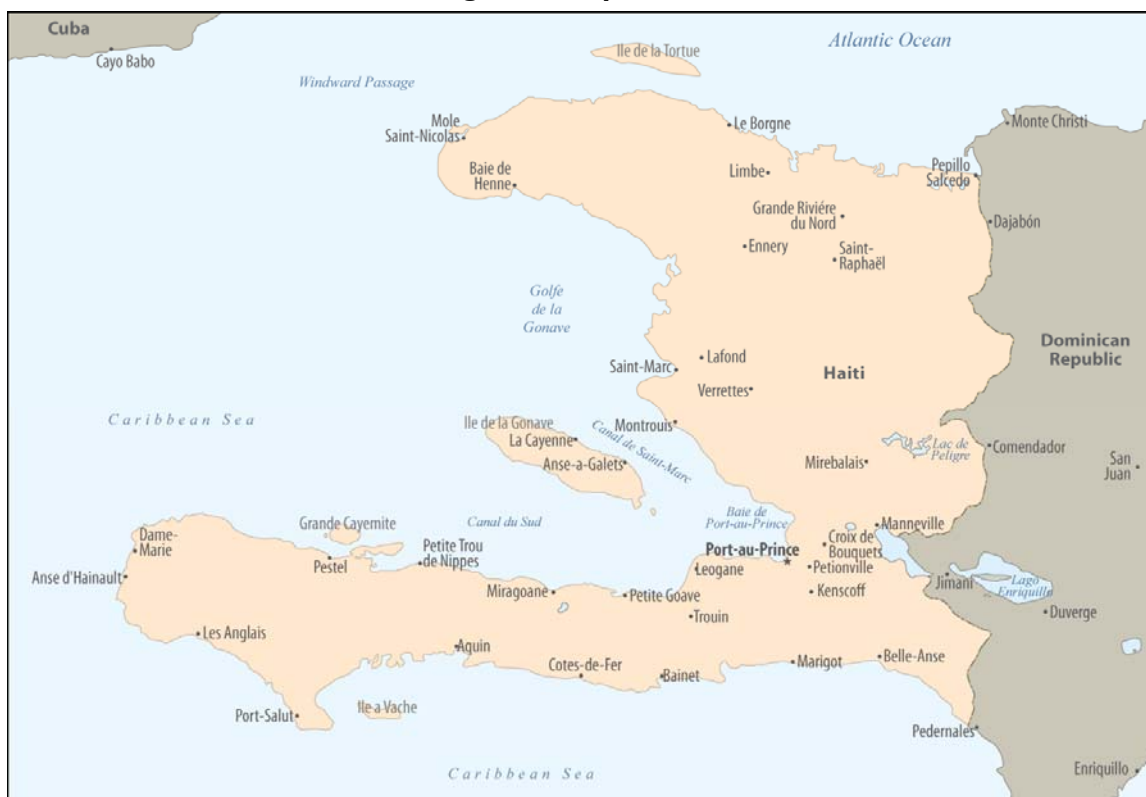 Cuba
Cayo Babo
Ile de la Tortue
Atlantic Ocean
Windward Passage
Mole
Saint-Nicolas
Le Borgne
Monte Christi
Baie de
Henne
Limbe
Pepillo
Salcedo
Grande Riviére
du Nord
Dajabón
Ennery
Saint-
Raphaël
Golfe
de la
Gonave
Dominican
Republic
Lafond
Saint-Marc
Haiti
Verrettes
Caribbean Sea
Ile de la Gonave
Montrouis
La Cayenne
Canal de Saint-Marc
Anse-a-Galets
Lac de
Peligre
Comendador
Mirebalais
San
Juan
Grande Cayemite
Canal du Sud
Baie de
Port-au-Prince
Manneville
Dame-
Marie
Petite Trou
de Nippes
Port-au-Prince
Croix de
Bouquets
Pestel
Leogane
Petionville
Anse d'Hainault
Jimani
Lago
Enriquillo
Miragoane
Petite Goave
Kenscoff
Duverge
Trouin
Les Anglais
Aquin
Cotes-de-Fer
Bainet
Marigot
Belle-Anse
Port-Salut
Ile a Vache
Pedernales
Caribbean Sea
Enriquillo